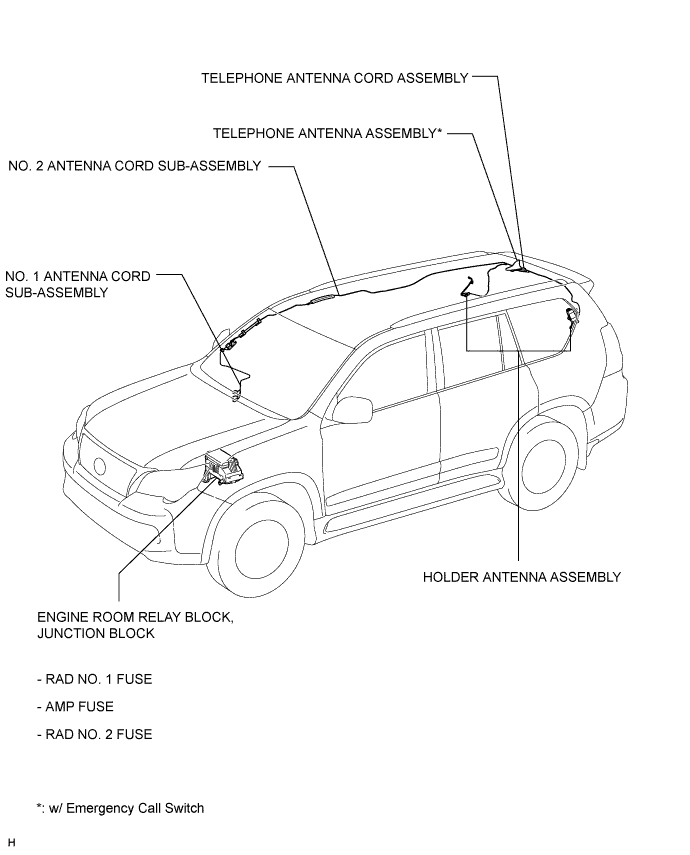 TELEPHONE ANTENNA CORD ASSEMBLY
TELEPHONE ANTENNA ASSEMBLY*
NO. 2 ANTENNA CORD SUB-ASSEMBLY
NO. 1 ANTENNA CORD
SUB-ASSEMBLY
HOLDER ANTENNA ASSEMBLY
ENGINE ROOM RELAY BLOCK,
JUNCTION BLOCK
- RAD NO. 1 FUSE
- AMP FUSE
- RAD NO. 2 FUSE
*: w/ Emergency Call Switch
H